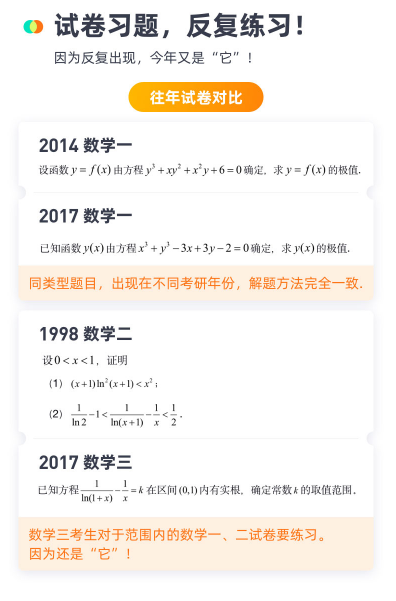 试卷习题，反复练习！
因为反复出现，今年又是“它”！
往年试卷对比
2014 数学一
设函数 y = f(x) 由方程 y³ + xy² + x²y + 6 = 0 确定，求 y = f(x) 的极值.
2017 数学一
已知函数 y(x) 由方程 x³ + y³ − 3x + 3y − 2 = 0 确定，求 y(x) 的极值.
同类型题目，出现在不同考研年份，解题方法完全一致.
1998 数学二
设 0 < x < 1，证明
（1） (x+1)ln²(x+1) < x²；
（2） 1/ln 2 − 1 < 1/ln(x+1) − 1/x < 1/2．
2017 数学三
已知方程 1/ln(1+x) − 1/x = k 在区间 (0,1) 内有实根，确定常数 k 的取值范围．
数学三考生对于范围内的数学一、二试卷要练习。
因为还是“它”！